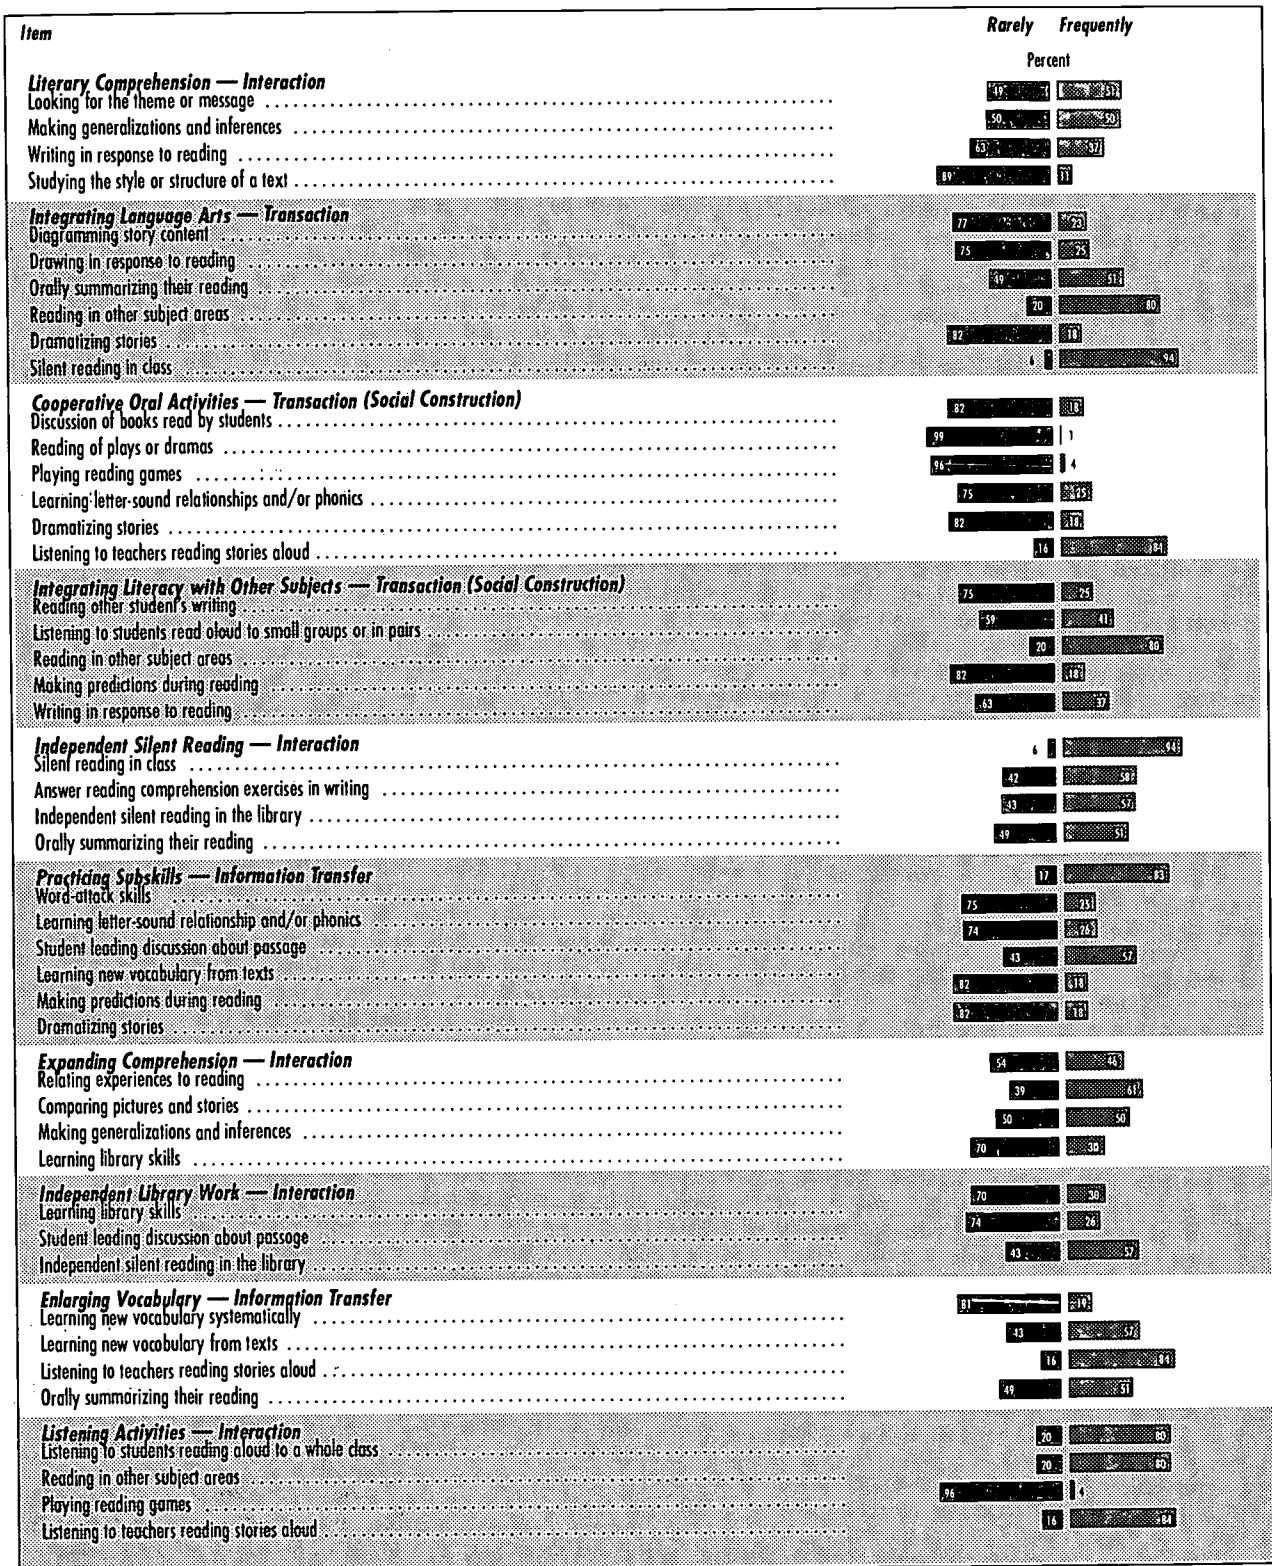 Item Rarely Frequently
Percent
Literary Comprehension — Interaction
Looking for the theme or message 49 51
Making generalizations and inferences 50 50
Writing in response to reading 63 37
Studying the style or structure of a text 89 11
Integrating Language Arts — Transaction
Diagramming story content 77 23
Drawing in response to reading 75 25
Orally summarizing their reading 49 51
Reading in other subject areas 20 80
Dramatizing stories 82 18
Silent reading in class 6 94
Cooperative Oral Activities — Transaction (Social Construction)
Discussion of books read by students 82 18
Reading of plays or dramas 99 1
Playing reading games 96 4
Learning letter-sound relationships and/or phonics 75 25
Dramatizing stories 82 18
Listening to teachers reading stories aloud 16 84
Integrating Literacy with Other Subjects — Transaction (Social Construction)
Reading other student's writing 75 25
Listening to students read aloud to small groups or in pairs 59 41
Reading in other subject areas 20 80
Making predictions during reading 82 18
Writing in response to reading 63 37
Independent Silent Reading — Interaction
Silent reading in class 6 94
Answer reading comprehension exercises in writing 42 58
Independent silent reading in the library 43 57
Orally summarizing their reading 49 51
Practicing Subskills — Information Transfer
Word-attack skills 17 83
Learning letter-sound relationship and/or phonics 75 25
Student leading discussion about passage 74 26
Learning new vocabulary from texts 43 57
Making predictions during reading 82 18
Dramatizing stories 82 18
Expanding Comprehension — Interaction
Relating experiences to reading 54 46
Comparing pictures and stories 39 61
Making generalizations and inferences 50 50
Learning library skills 70 30
Independent Library Work — Interaction
Learning library skills 70 30
Student leading discussion about passage 74 26
Independent silent reading in the library 43 57
Enlarging Vocabulary — Information Transfer
Learning new vocabulary systematically 81 19
Learning new vocabulary from texts 43 57
Listening to teachers reading stories aloud 16 84
Orally summarizing their reading 49 51
Listening Activities — Interaction
Listening to students reading aloud to a whole class 20 80
Reading in other subject areas 20 80
Playing reading games 96 4
Listening to teachers reading stories aloud 16 84